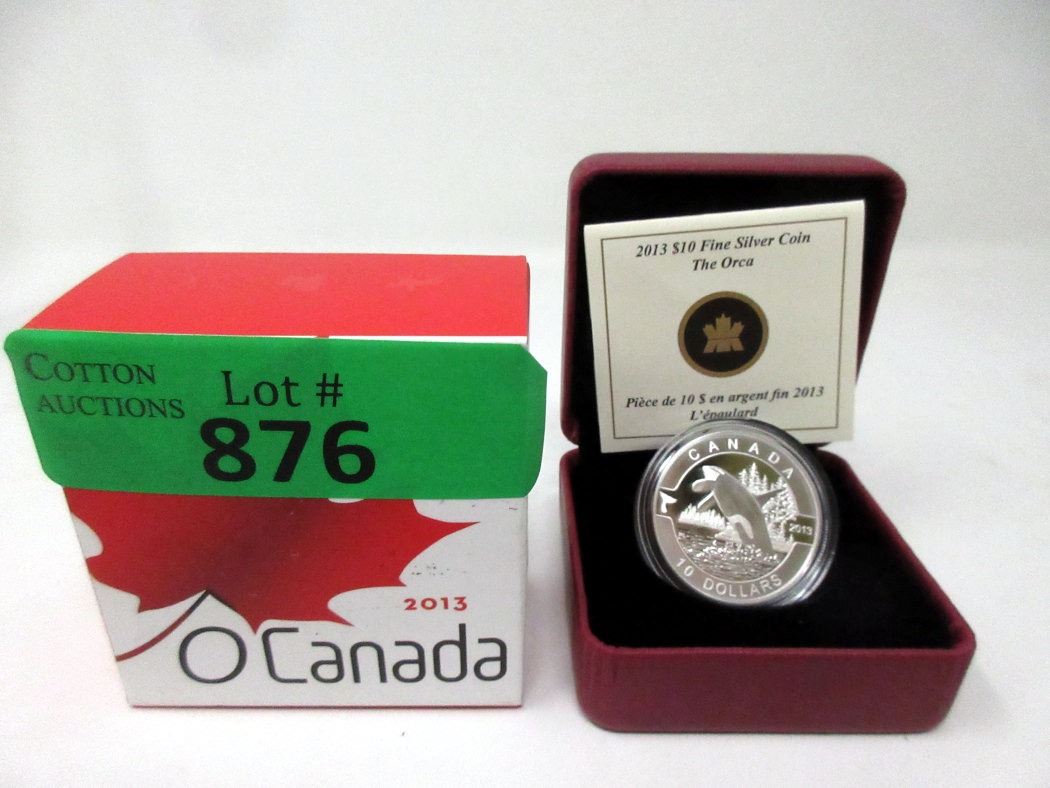 COTTON
AUCTIONS
Lot #
876
2013
O Canada
2013 $10 Fine Silver Coin
The Orca
Pièce de 10 $ en argent fin 2013
L'épaulard
CANADA
2013
10 DOLLARS